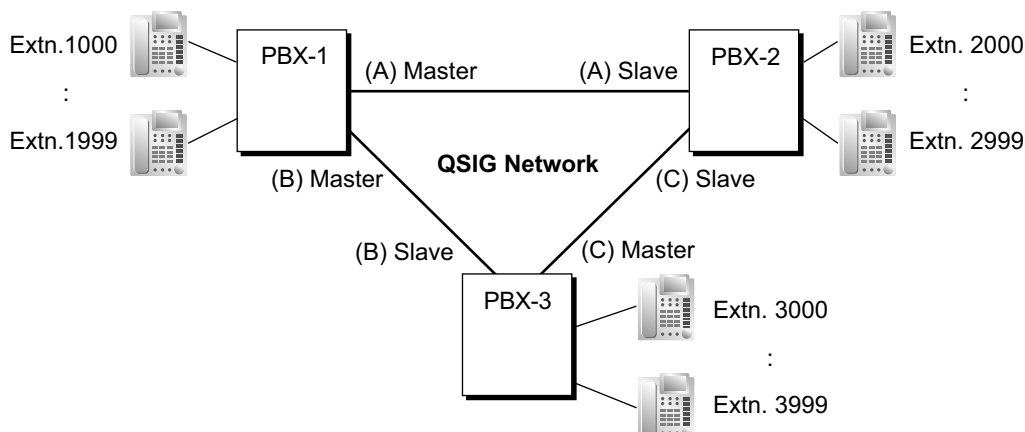 Extn.1000
:
Extn.1999
PBX-1
(A) Master
(A) Slave
PBX-2
Extn. 2000
:
Extn. 2999
QSIG Network
(B) Master
(C) Slave
(B) Slave
(C) Master
PBX-3
Extn. 3000
:
Extn. 3999